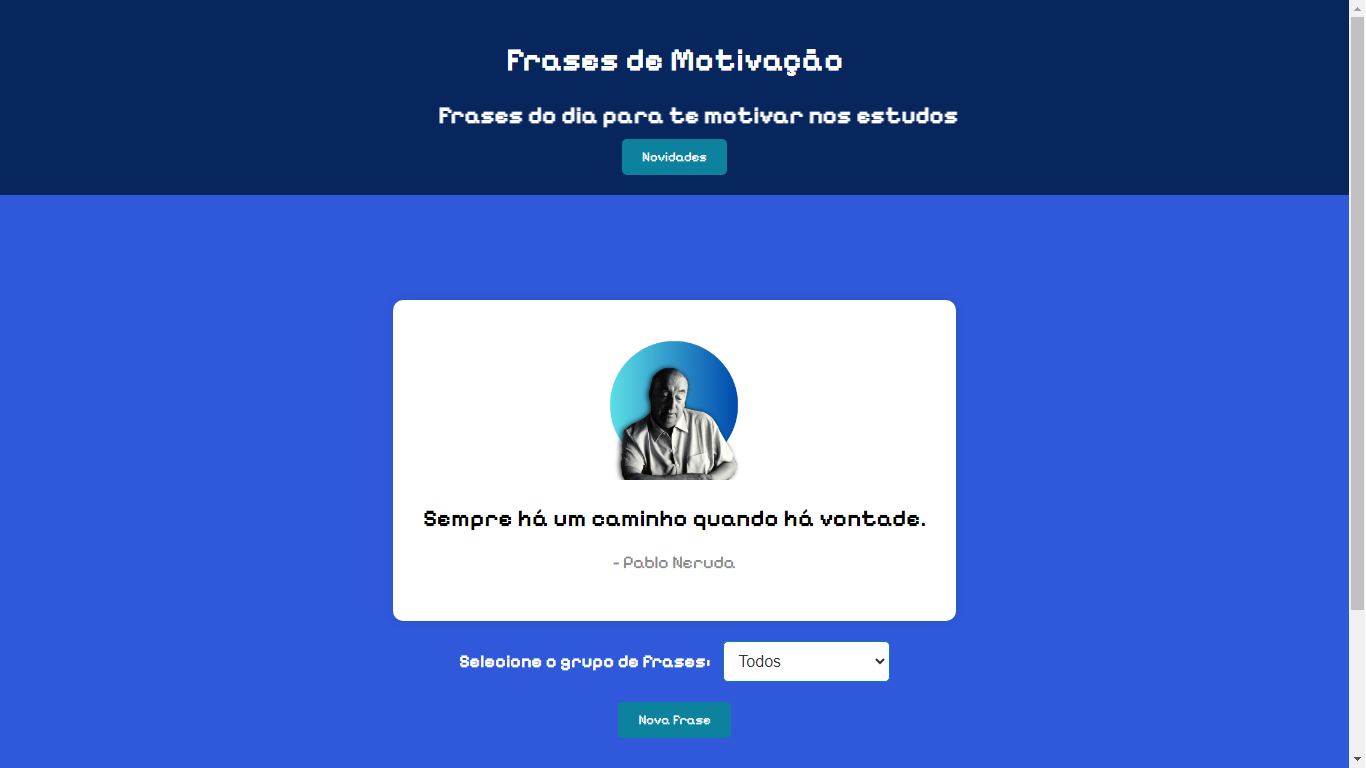 Frases de Motivação
Frases do dia para te motivar nos estudos
Novidades
Sempre há um caminho quando há vontade.
- Pablo Neruda
Selecione o grupo de frases:
Todos
Nova Frase